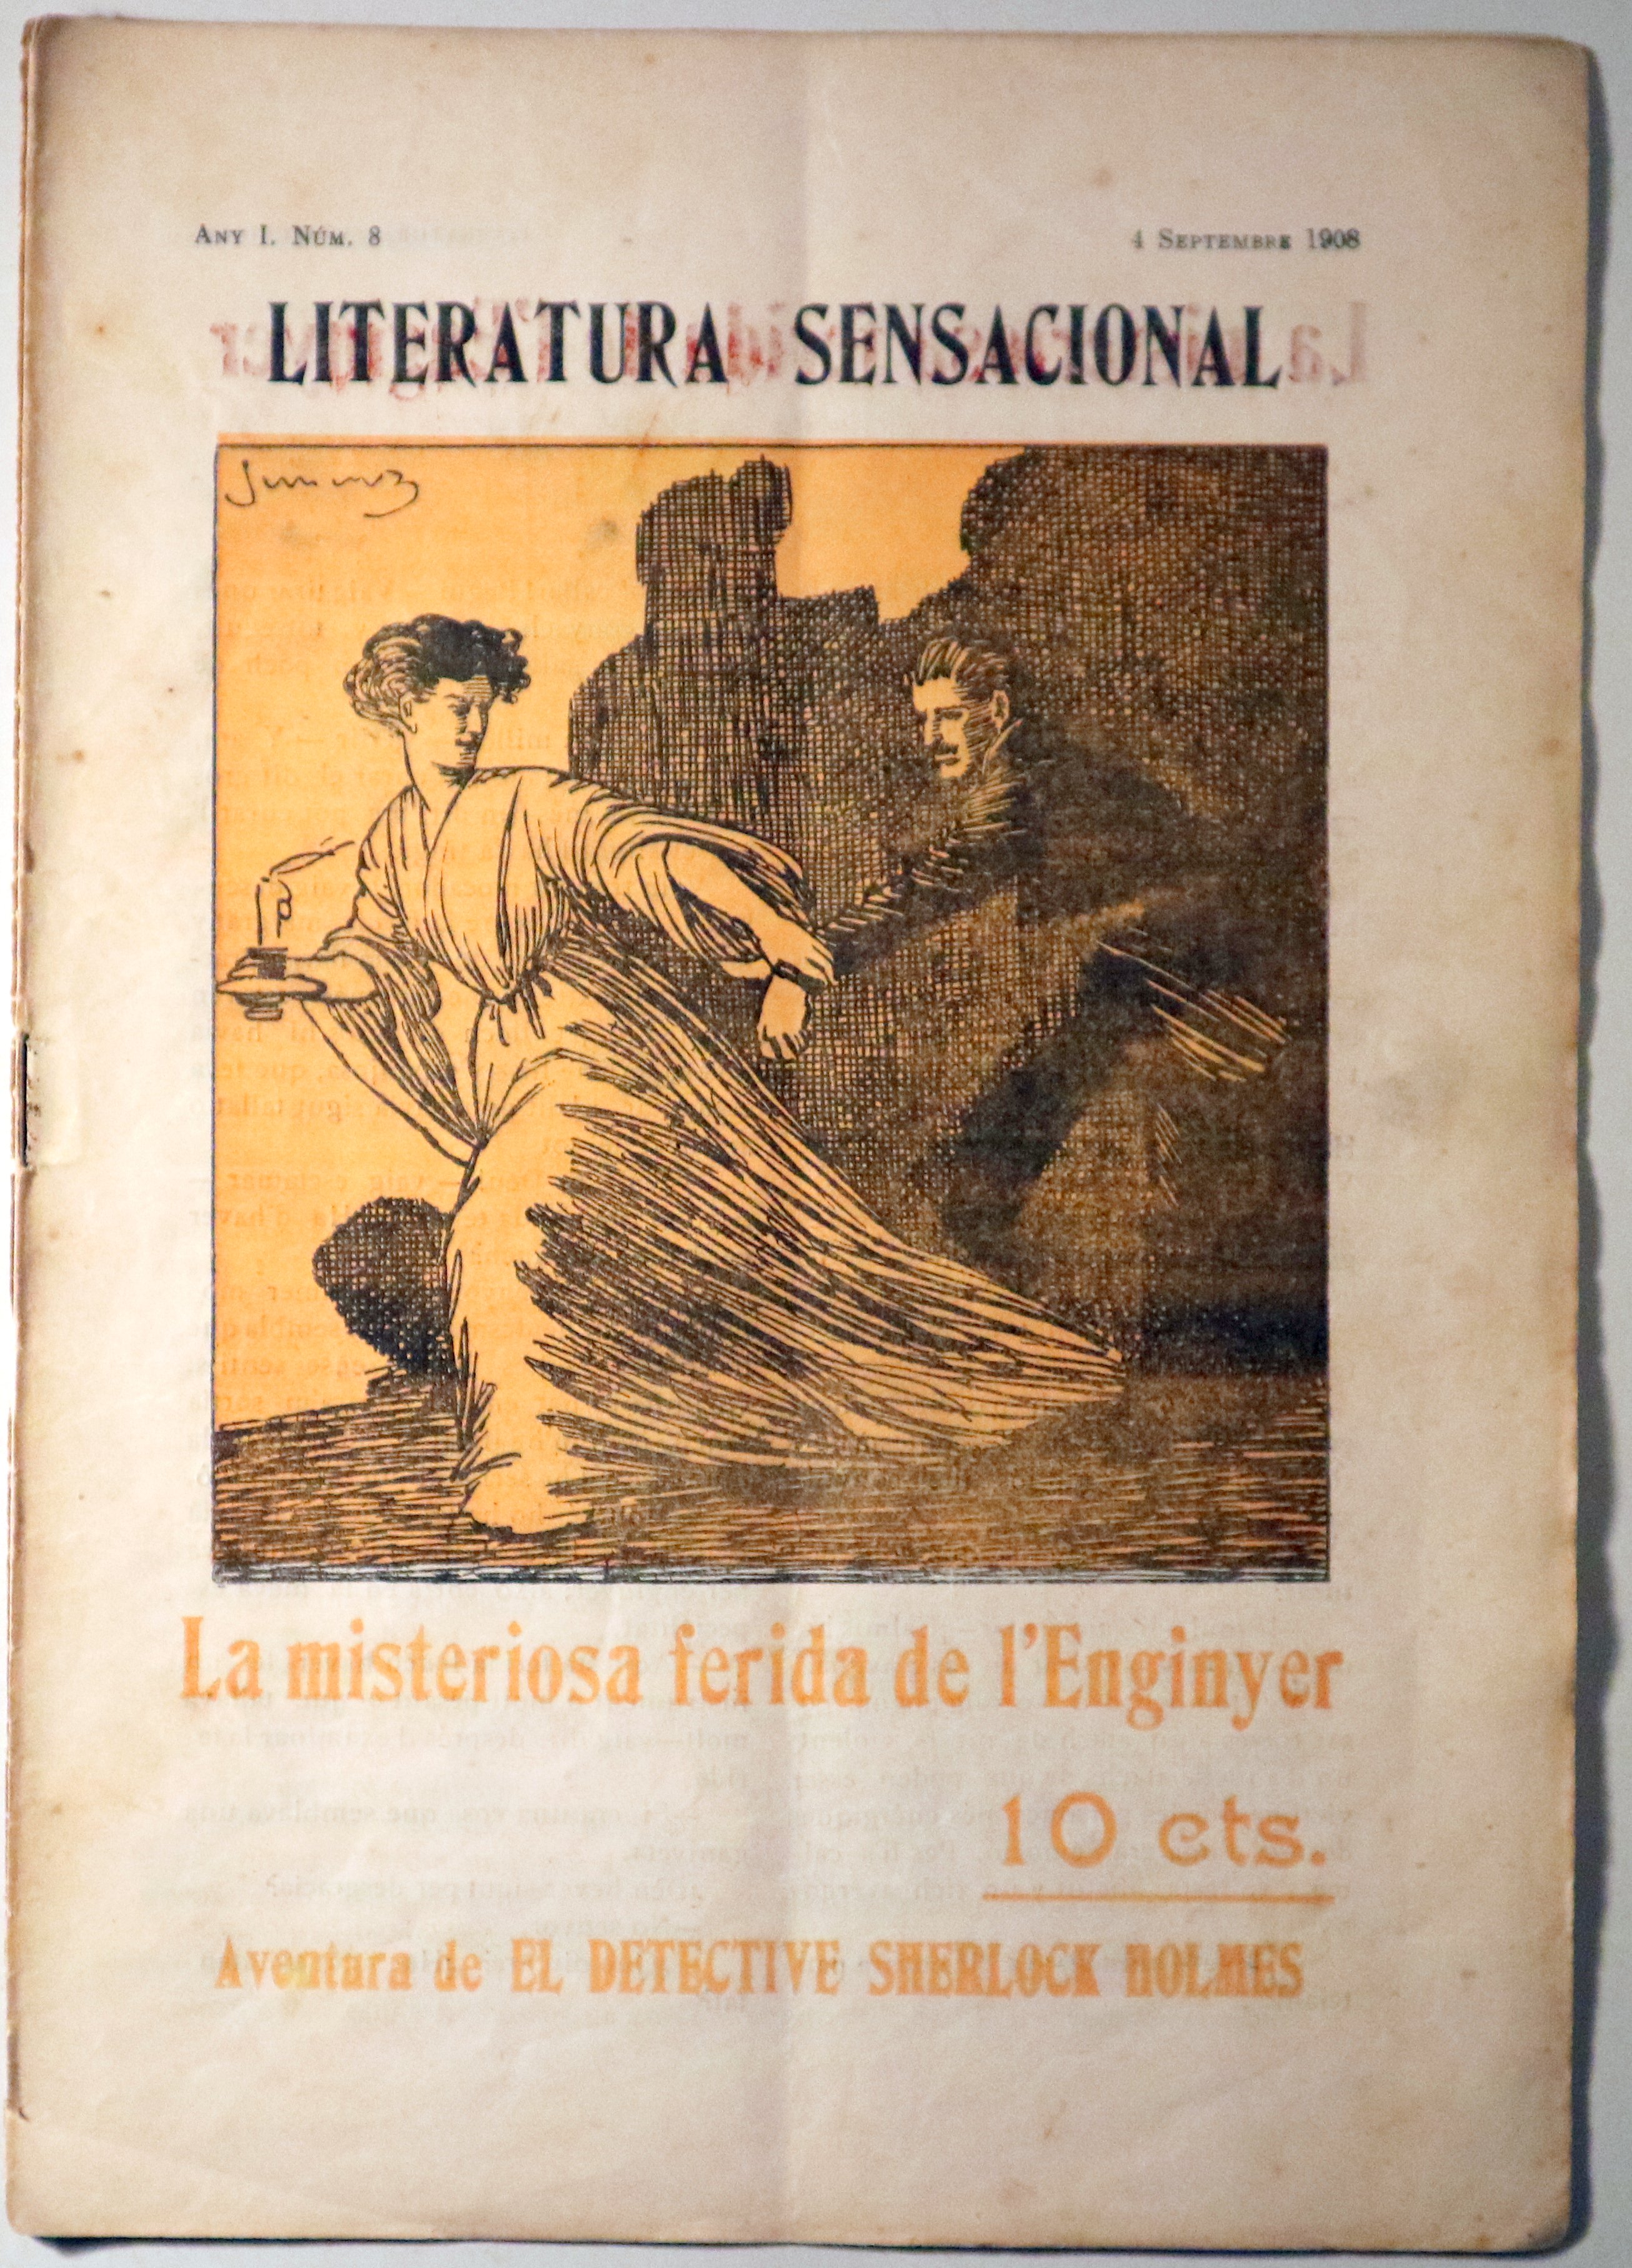 Any I. Núm. 8
4 Septembre 1908
LITERATURA SENSACIONAL
La misteriosa ferida de l'Enginyer
10 cts.
Aventura de EL DETECTIVE SHERLOCK HOLMES